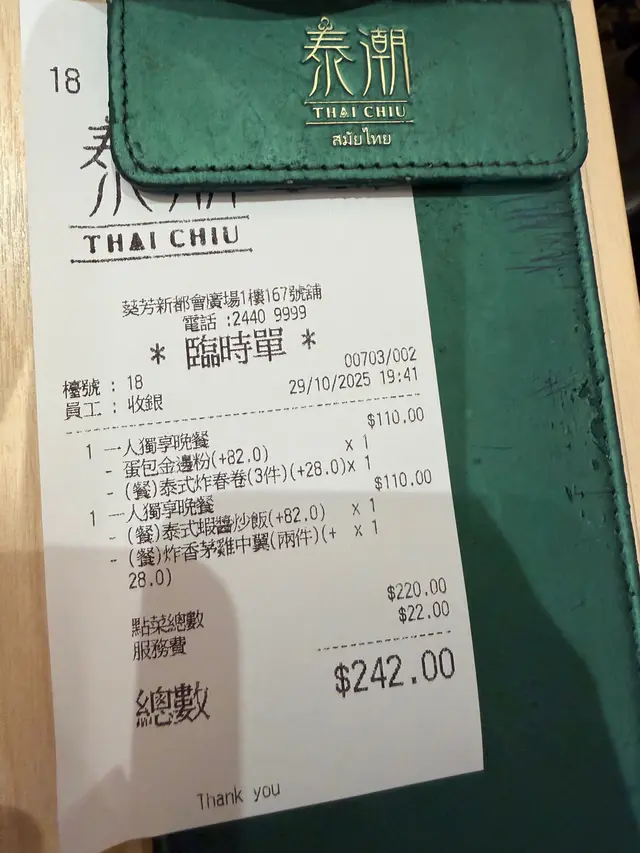 泰潮
THAI CHIU
สมัยไทย
18
泰潮
THAI CHIU
葵芳新都會廣場1樓167號舖
電話 :2440 9999
* 臨時單 *
檯號 : 18 00703/002
員工 : 收銀 29/10/2025 19:41
1 一人獨享晚餐 $110.00
- 蛋包金邊粉(+82.0) x 1
- (餐)泰式炸春卷(3件)(+28.0)x 1
1 一人獨享晚餐 $110.00
- (餐)泰式蝦醬炒飯(+82.0) x 1
- (餐)炸香茅雞中翼(兩件)(+ x 1
28.0)
點菜總數 $220.00
服務費 $22.00
總數 $242.00
Thank you